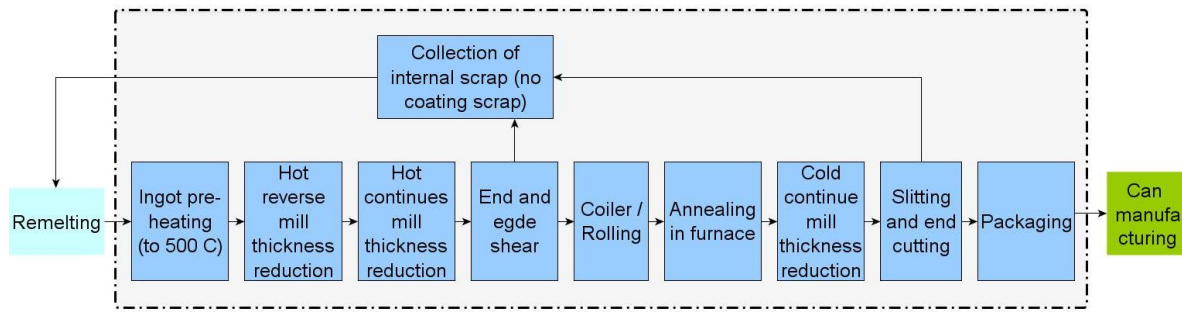 Collection of
internal scrap (no
coating scrap)
Remelting
Ingot pre-
heating
(to 500 C)
Hot
reverse
mill
thickness
reduction
Hot
continues
mill
thickness
reduction
End and
egde
shear
Coiler /
Rolling
Annealing
in furnace
Cold
continue
mill
thickness
reduction
Slitting
and end
cutting
Packaging
Can
manufa
cturing